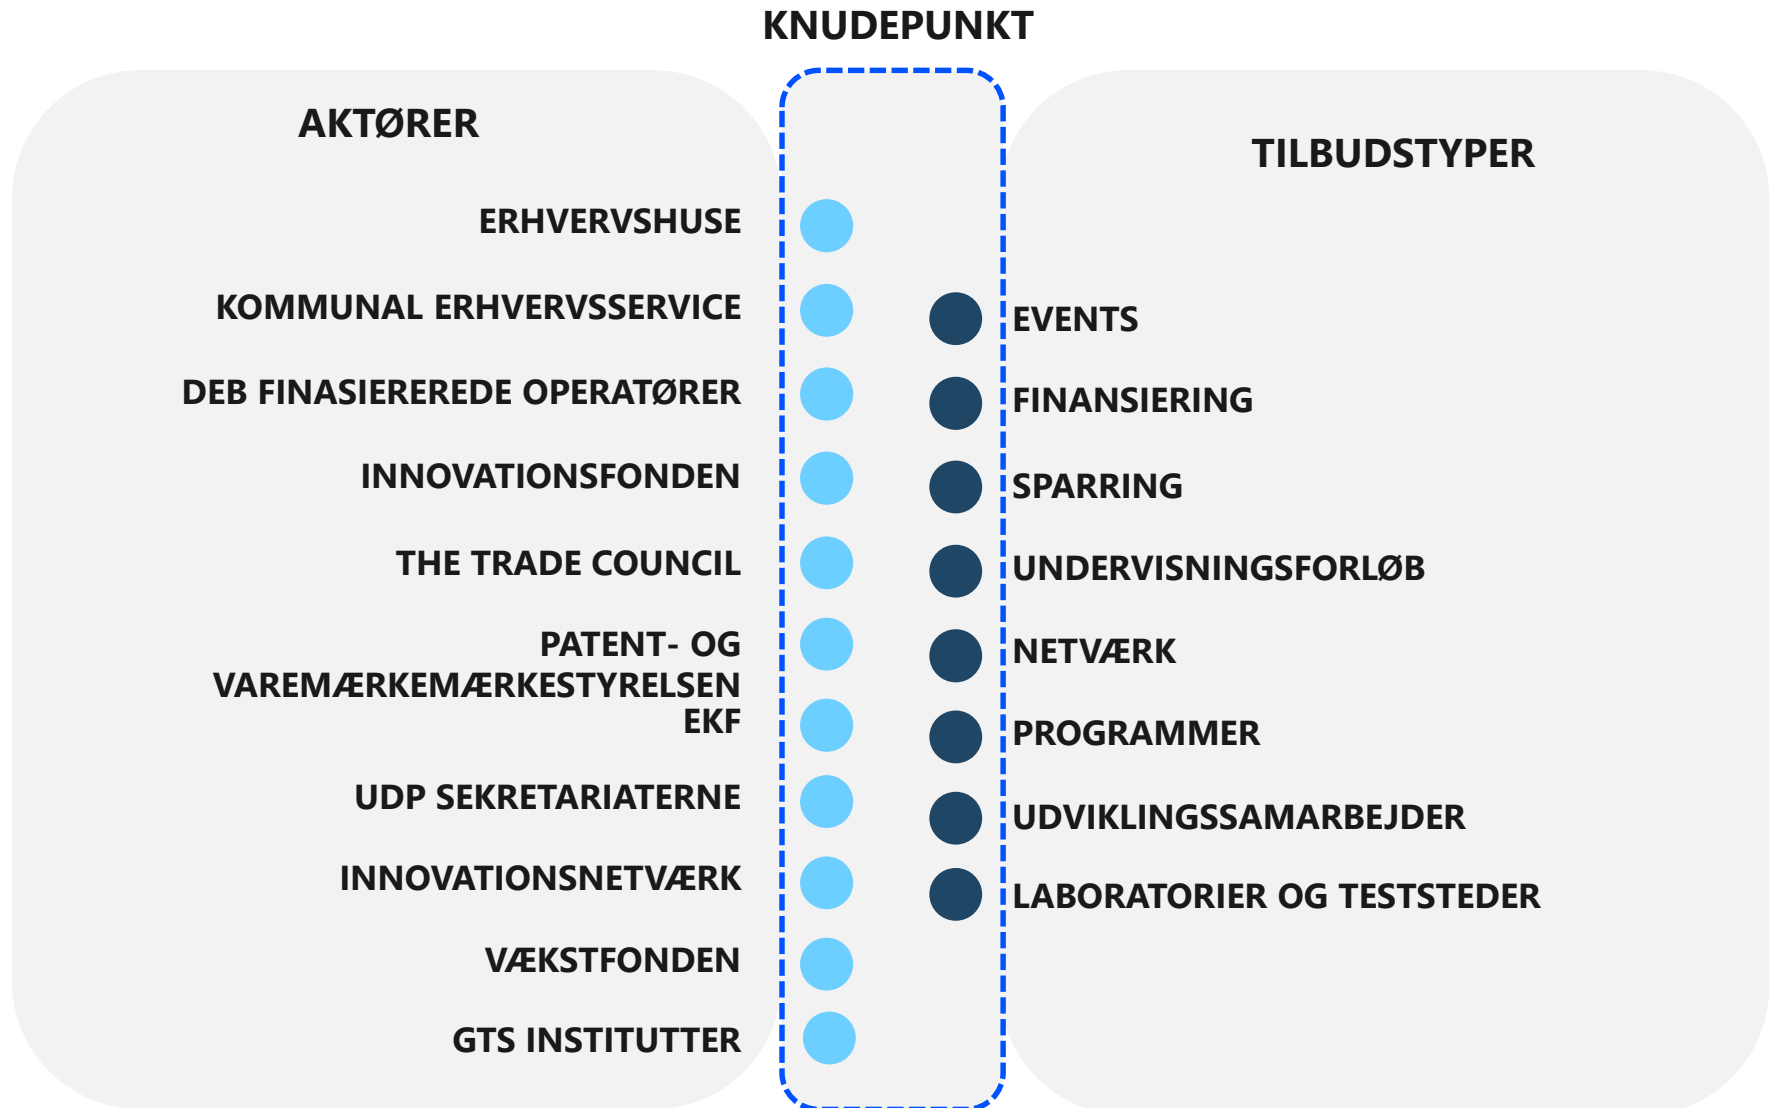 KNUDEPUNKT
AKTØRER
ERHVERVSHUSE
KOMMUNAL ERHVERVSSERVICE
DEB FINASIEREREDE OPERATØRER
INNOVATIONSFONDEN
THE TRADE COUNCIL
PATENT- OG
VAREMÆRKEMÆRKESTYRELSEN
EKF
UDP SEKRETARIATERNE
INNOVATIONSNETVÆRK
VÆKSTFONDEN
GTS INSTITUTTER
TILBUDSTYPER
EVENTS
FINANSIERING
SPARRING
UNDERVISNINGSFORLØB
NETVÆRK
PROGRAMMER
UDVIKLINGSSAMARBEJDER
LABORATORIER OG TESTSTEDER